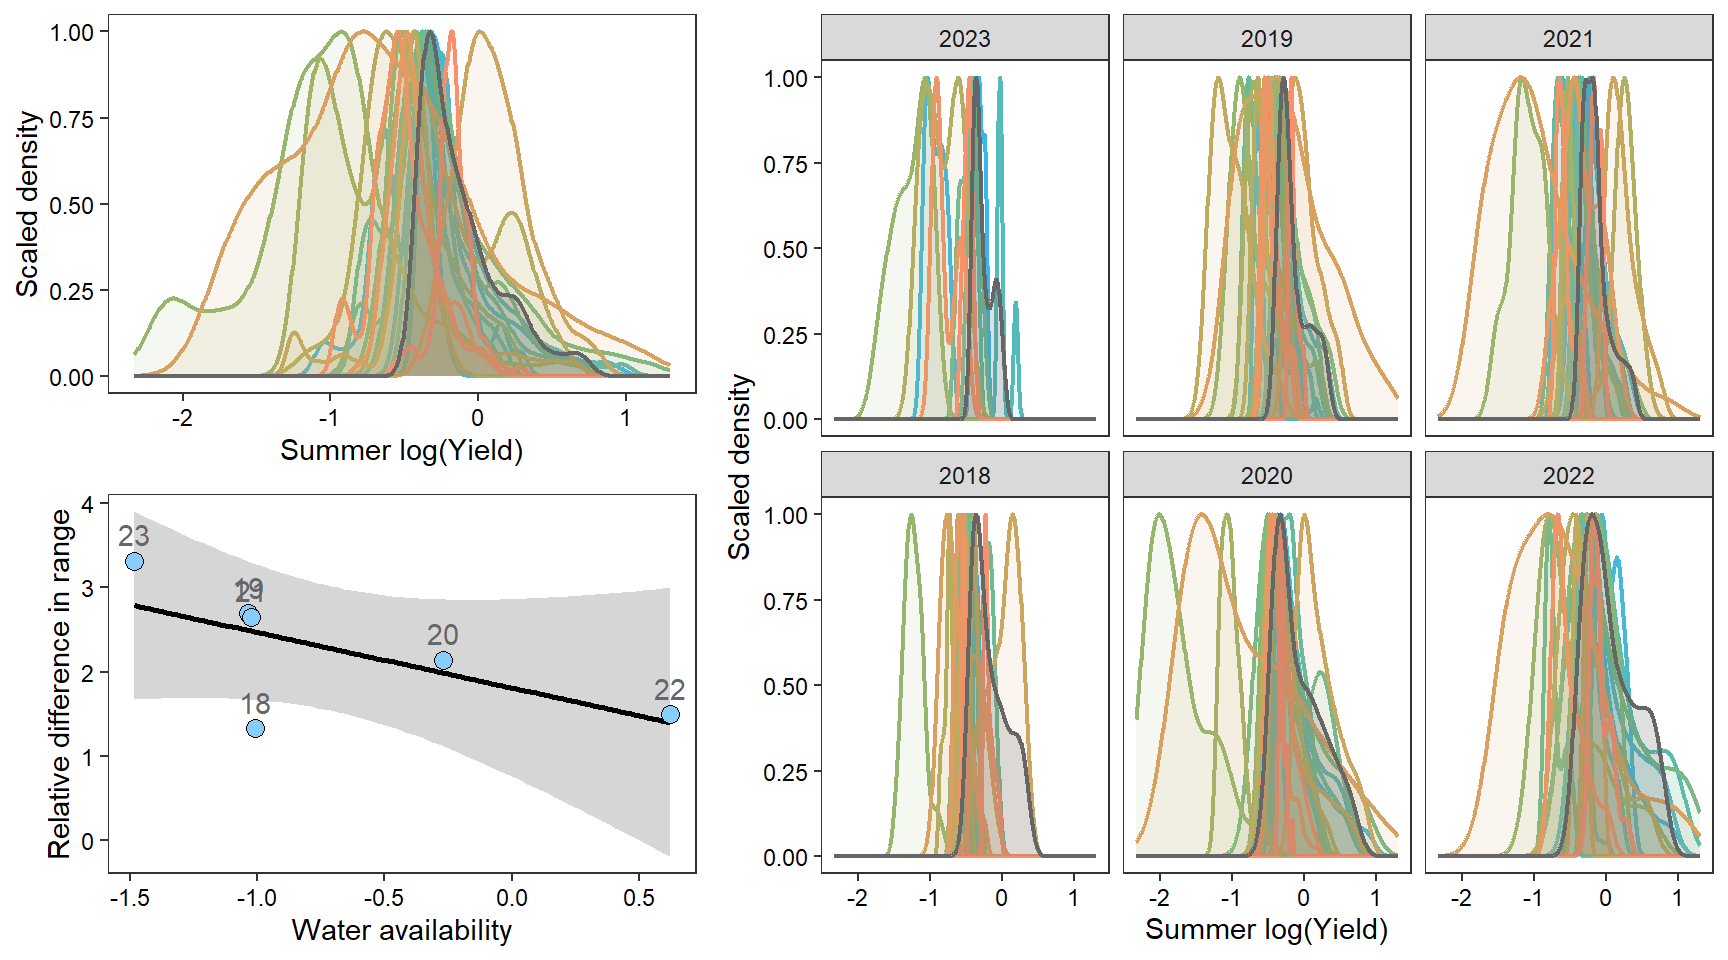 1.00
0.75
0.50
0.25
0.00
Scaled density
-2 -1 0 1
Summer log(Yield)
4
3
2
1
0
Relative difference in range
23
19
21
18
20
22
-1.5 -1.0 -0.5 0.0 0.5
Water availability
2023 2019 2021
1.00
0.75
0.50
0.25
0.00
Scaled density
2018 2020 2022
1.00
0.75
0.50
0.25
0.00
-2 -1 0 1 -2 -1 0 1 -2 -1 0 1
Summer log(Yield)